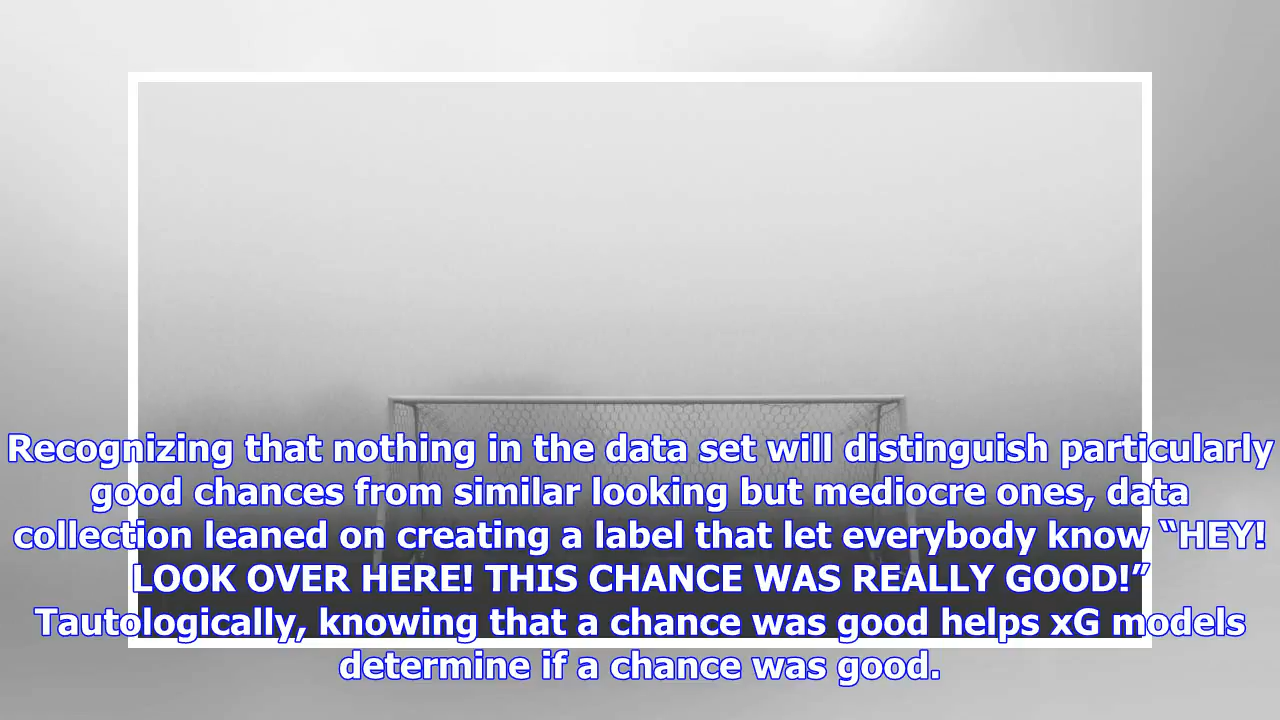 Recognizing that nothing in the data set will distinguish particularly
good chances from similar looking but mediocre ones, data
collection leaned on creating a label that let everybody know “HEY!
LOOK OVER HERE! THIS CHANCE WAS REALLY GOOD!”
Tautologically, knowing that a chance was good helps xG models
determine if a chance was good.